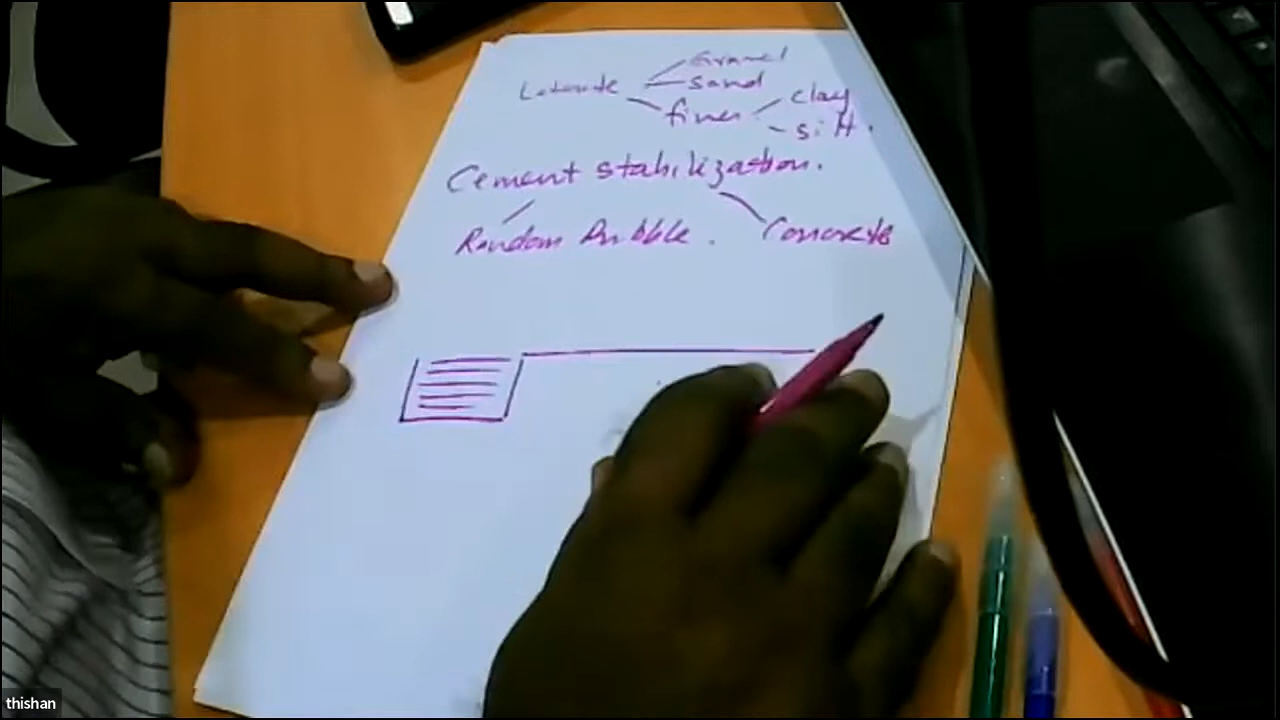 Laterite Gravel
sand
fines clay
silt.
Cement stabilization.
Random Rubble. Concrete
thishan